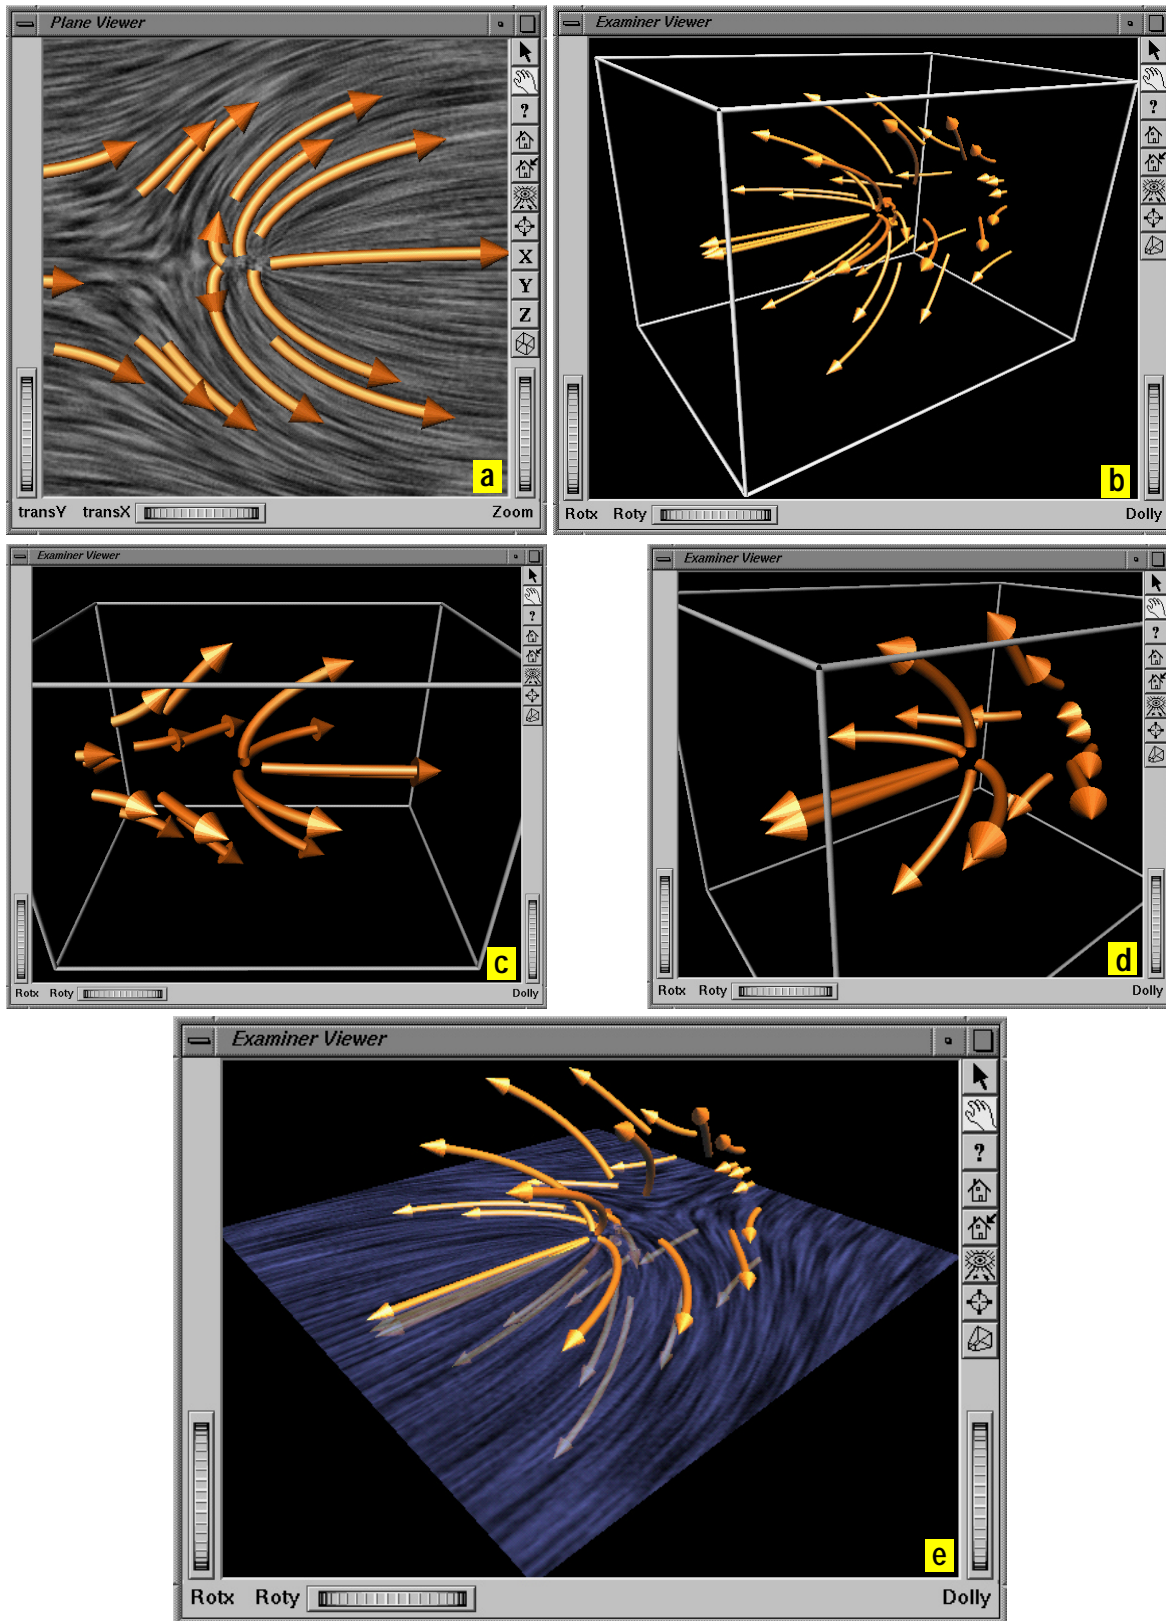 Plane Viewer
?
X
Y
Z
a
transY transX Zoom
Examiner Viewer
?
b
Rotx Roty Dolly
Examiner Viewer
?
c
Rotx Roty Dolly
Examiner Viewer
?
d
Rotx Roty Dolly
Examiner Viewer
?
e
Rotx Roty Dolly